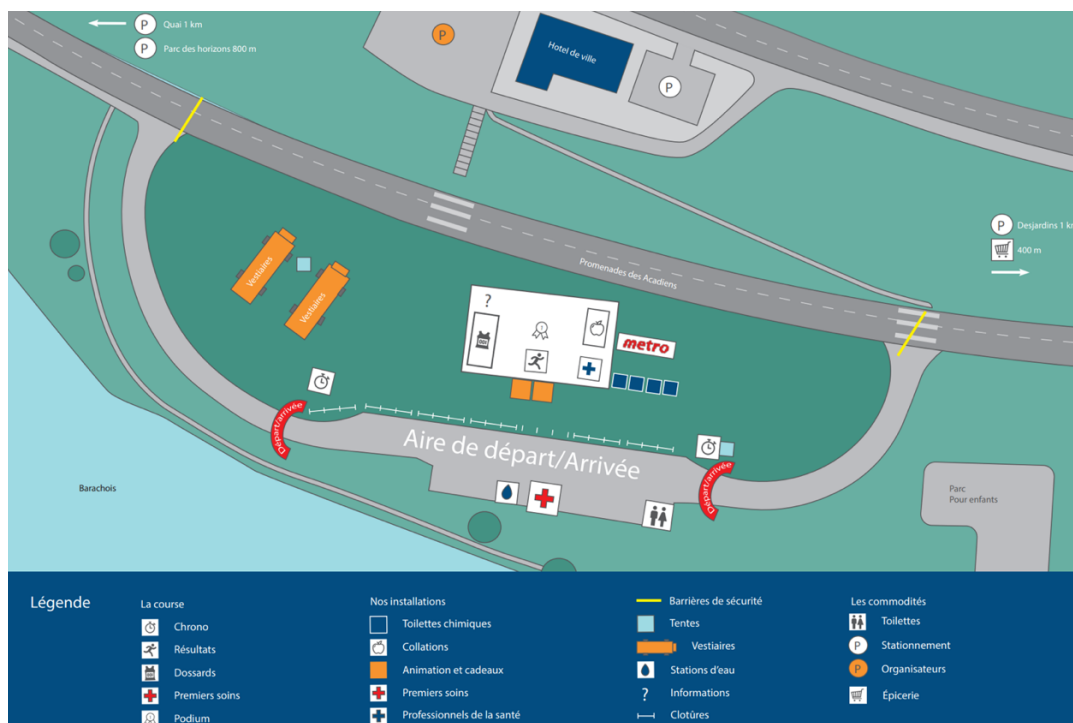 P Quai 1 km
P Parc des horizons 800 m
P
Hotel de ville
P
P Desjardins 1 k
400 m
Promenades des Acadiens
Vestiaires
Vestiaires
?
metro
Départ/arrivée
Aire de départ/Arrivée
Départ/arrivée
Barachois
Parc
Pour enfants
Légende
La course
Chrono
Résultats
Dossards
Premiers soins
Podium
Nos installations
Toilettes chimiques
Collations
Animation et cadeaux
Premiers soins
Professionnels de la santé
Barrières de sécurité
Tentes
Vestiaires
Stations d'eau
? Informations
Clotûres
Les commodités
Toilettes
P Stationnement
P Organisateurs
Épicerie